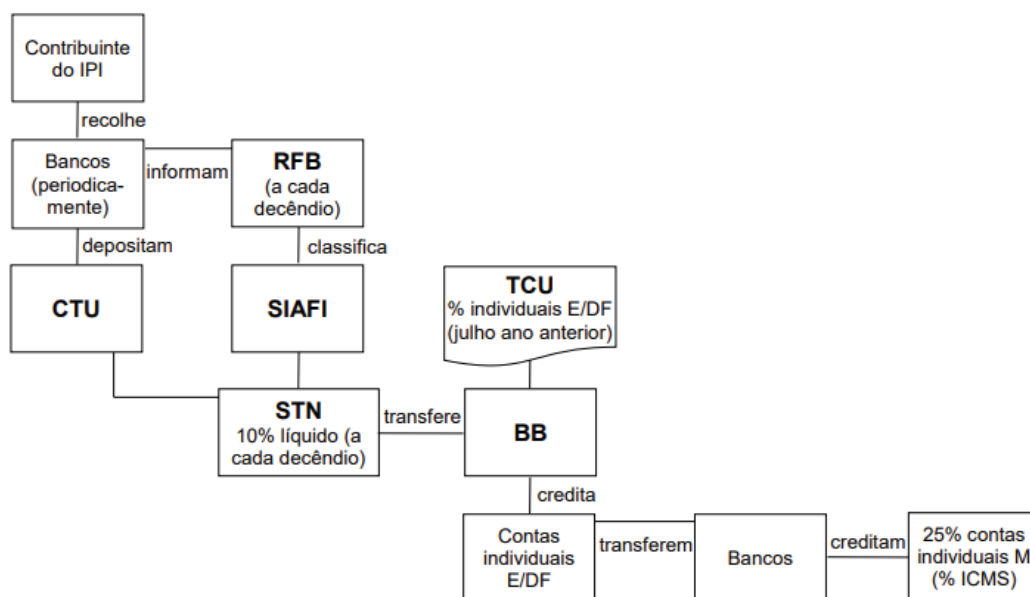 Contribuinte
do IPI
recolhe
Bancos
(periodica-
mente)
informam
RFB
(a cada
decêndio)
depositam
classifica
CTU
SIAFI
TCU
% individuais E/DF
(julho ano anterior)
STN
10% líquido (a
cada decêndio)
transfere
BB
credita
Contas
individuais
E/DF
transferem
Bancos
creditam
25% contas
individuais M
(% ICMS)